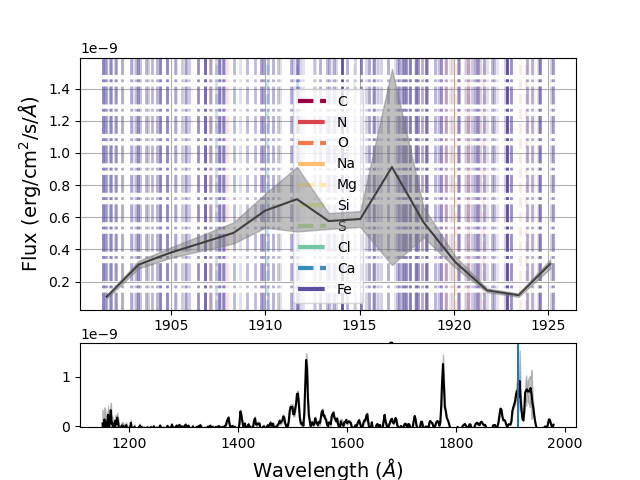 1e−9
Flux (erg/cm²/s/Å)
1.4
1.2
1.0
0.8
0.6
0.4
0.2
C
N
O
Na
Mg
Si
S
Cl
Ca
Fe
1905 1910 1915 1920 1925
1e−9
1
0
1200 1400 1600 1800 2000
Wavelength (Å)